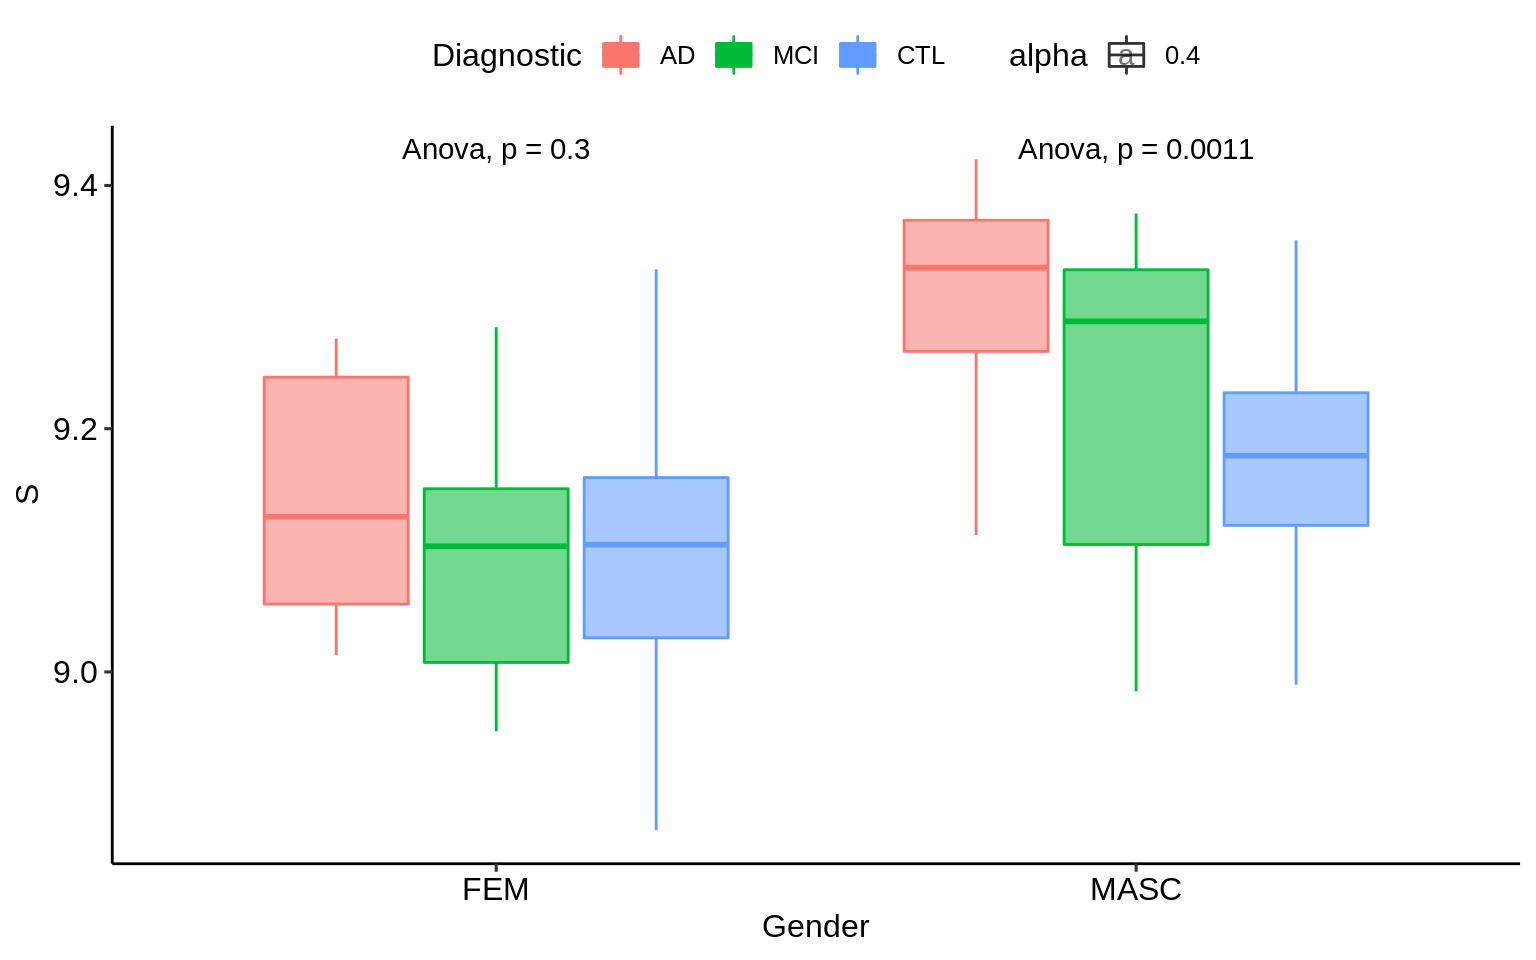 Diagnostic AD MCI CTL alpha a 0.4
Anova, p = 0.3 Anova, p = 0.0011
9.4
9.2
9.0
S
FEM MASC
Gender